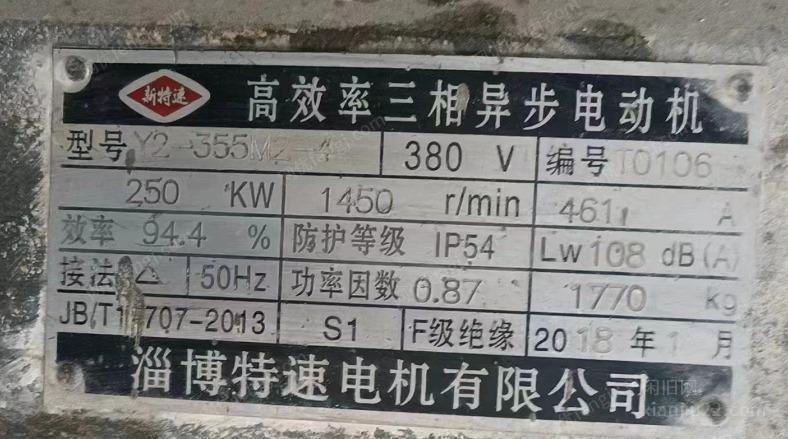 新特速 高效率三相异步电动机
型号 Y2-355M2-4 380 V 编号 T0106
250 KW 1450 r/min 461 A
效率 94.4 % 防护等级 IP54 Lw 108 dB(A)
接法 △ 50Hz 功率因数 0.87 1770 kg
707-2013 S1 F级绝缘 2018 年 1 月
淄博特速电机有限公司